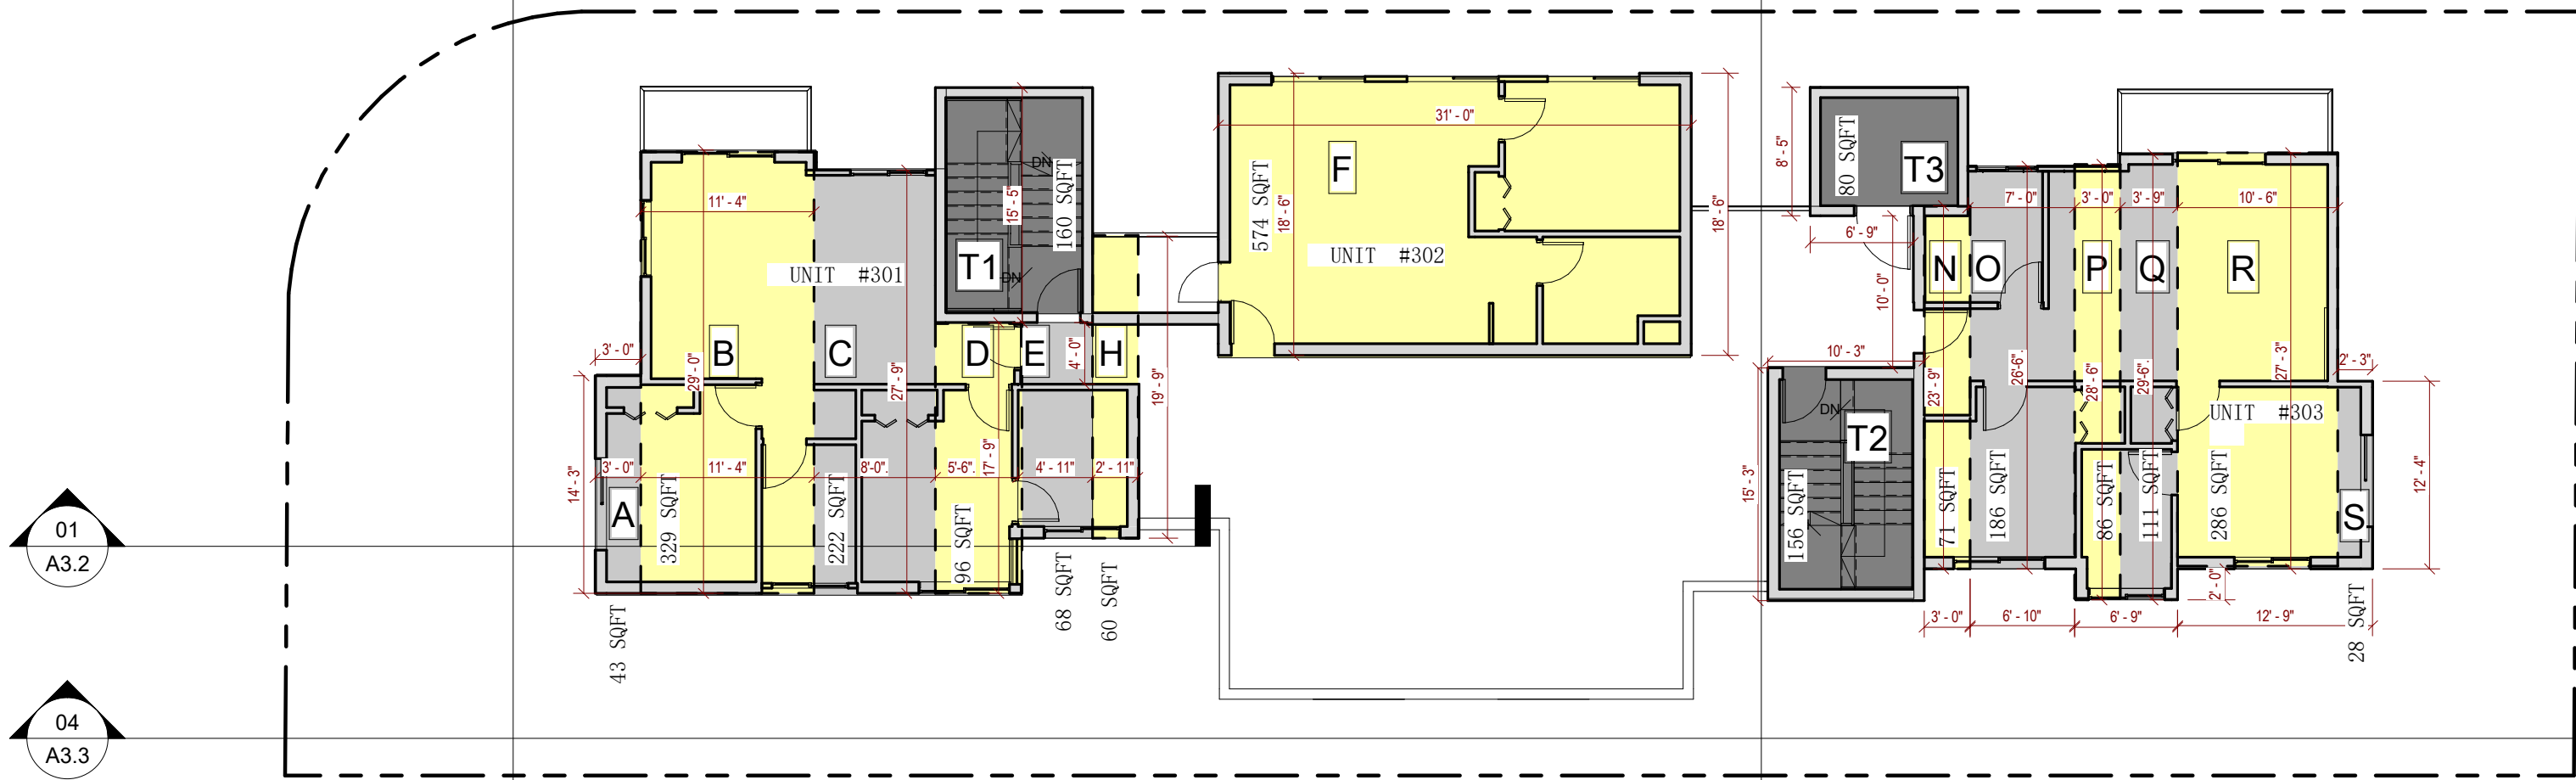 31' - 0"
8' - 5"
80 SQFT
T3
DN
15' - 5"
160 SQFT
F
574 SQFT
18' - 6"
18' - 6"
11' - 4"
7' - 0"
3' - 0"
3' - 9"
10' - 6"
6' - 9"
UNIT #301
T1
DN
UNIT #302
10' - 0"
N
O
P
Q
R
B
C
D
E
H
4' - 0"
3' - 0"
29' - 0"
27' - 9"
19' - 9"
10' - 3"
23' - 9"
26'-6".
28' - 6"
29'-6".
27' - 3"
2' - 3"
DN
T2
UNIT #303
14' - 3"
3' - 0"
11' - 4"
8'-0".
5'-6".
17' - 9"
4' - 11"
2' - 11"
15' - 3"
12' - 4"
A
329 SQFT
222 SQFT
96 SQFT
156 SQFT
71 SQFT
186 SQFT
86 SQFT
111 SQFT
286 SQFT
S
01
A3.2
43 SQFT
68 SQFT
60 SQFT
2' - 0"
3' - 0"
6' - 10"
6' - 9"
12' - 9"
28 SQFT
04
A3.3